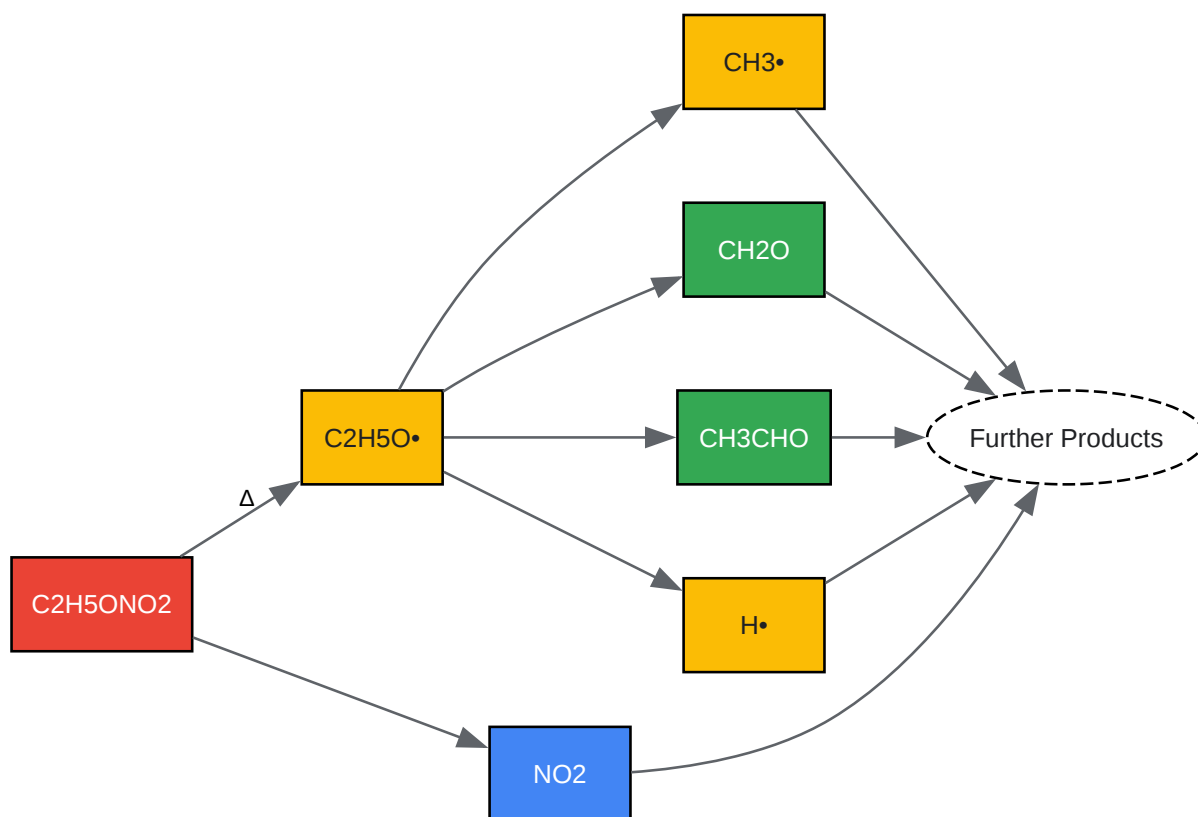 CH3•
CH2O
C2H5O•
CH3CHO
Further Products
Δ
C2H5ONO2
H•
NO2